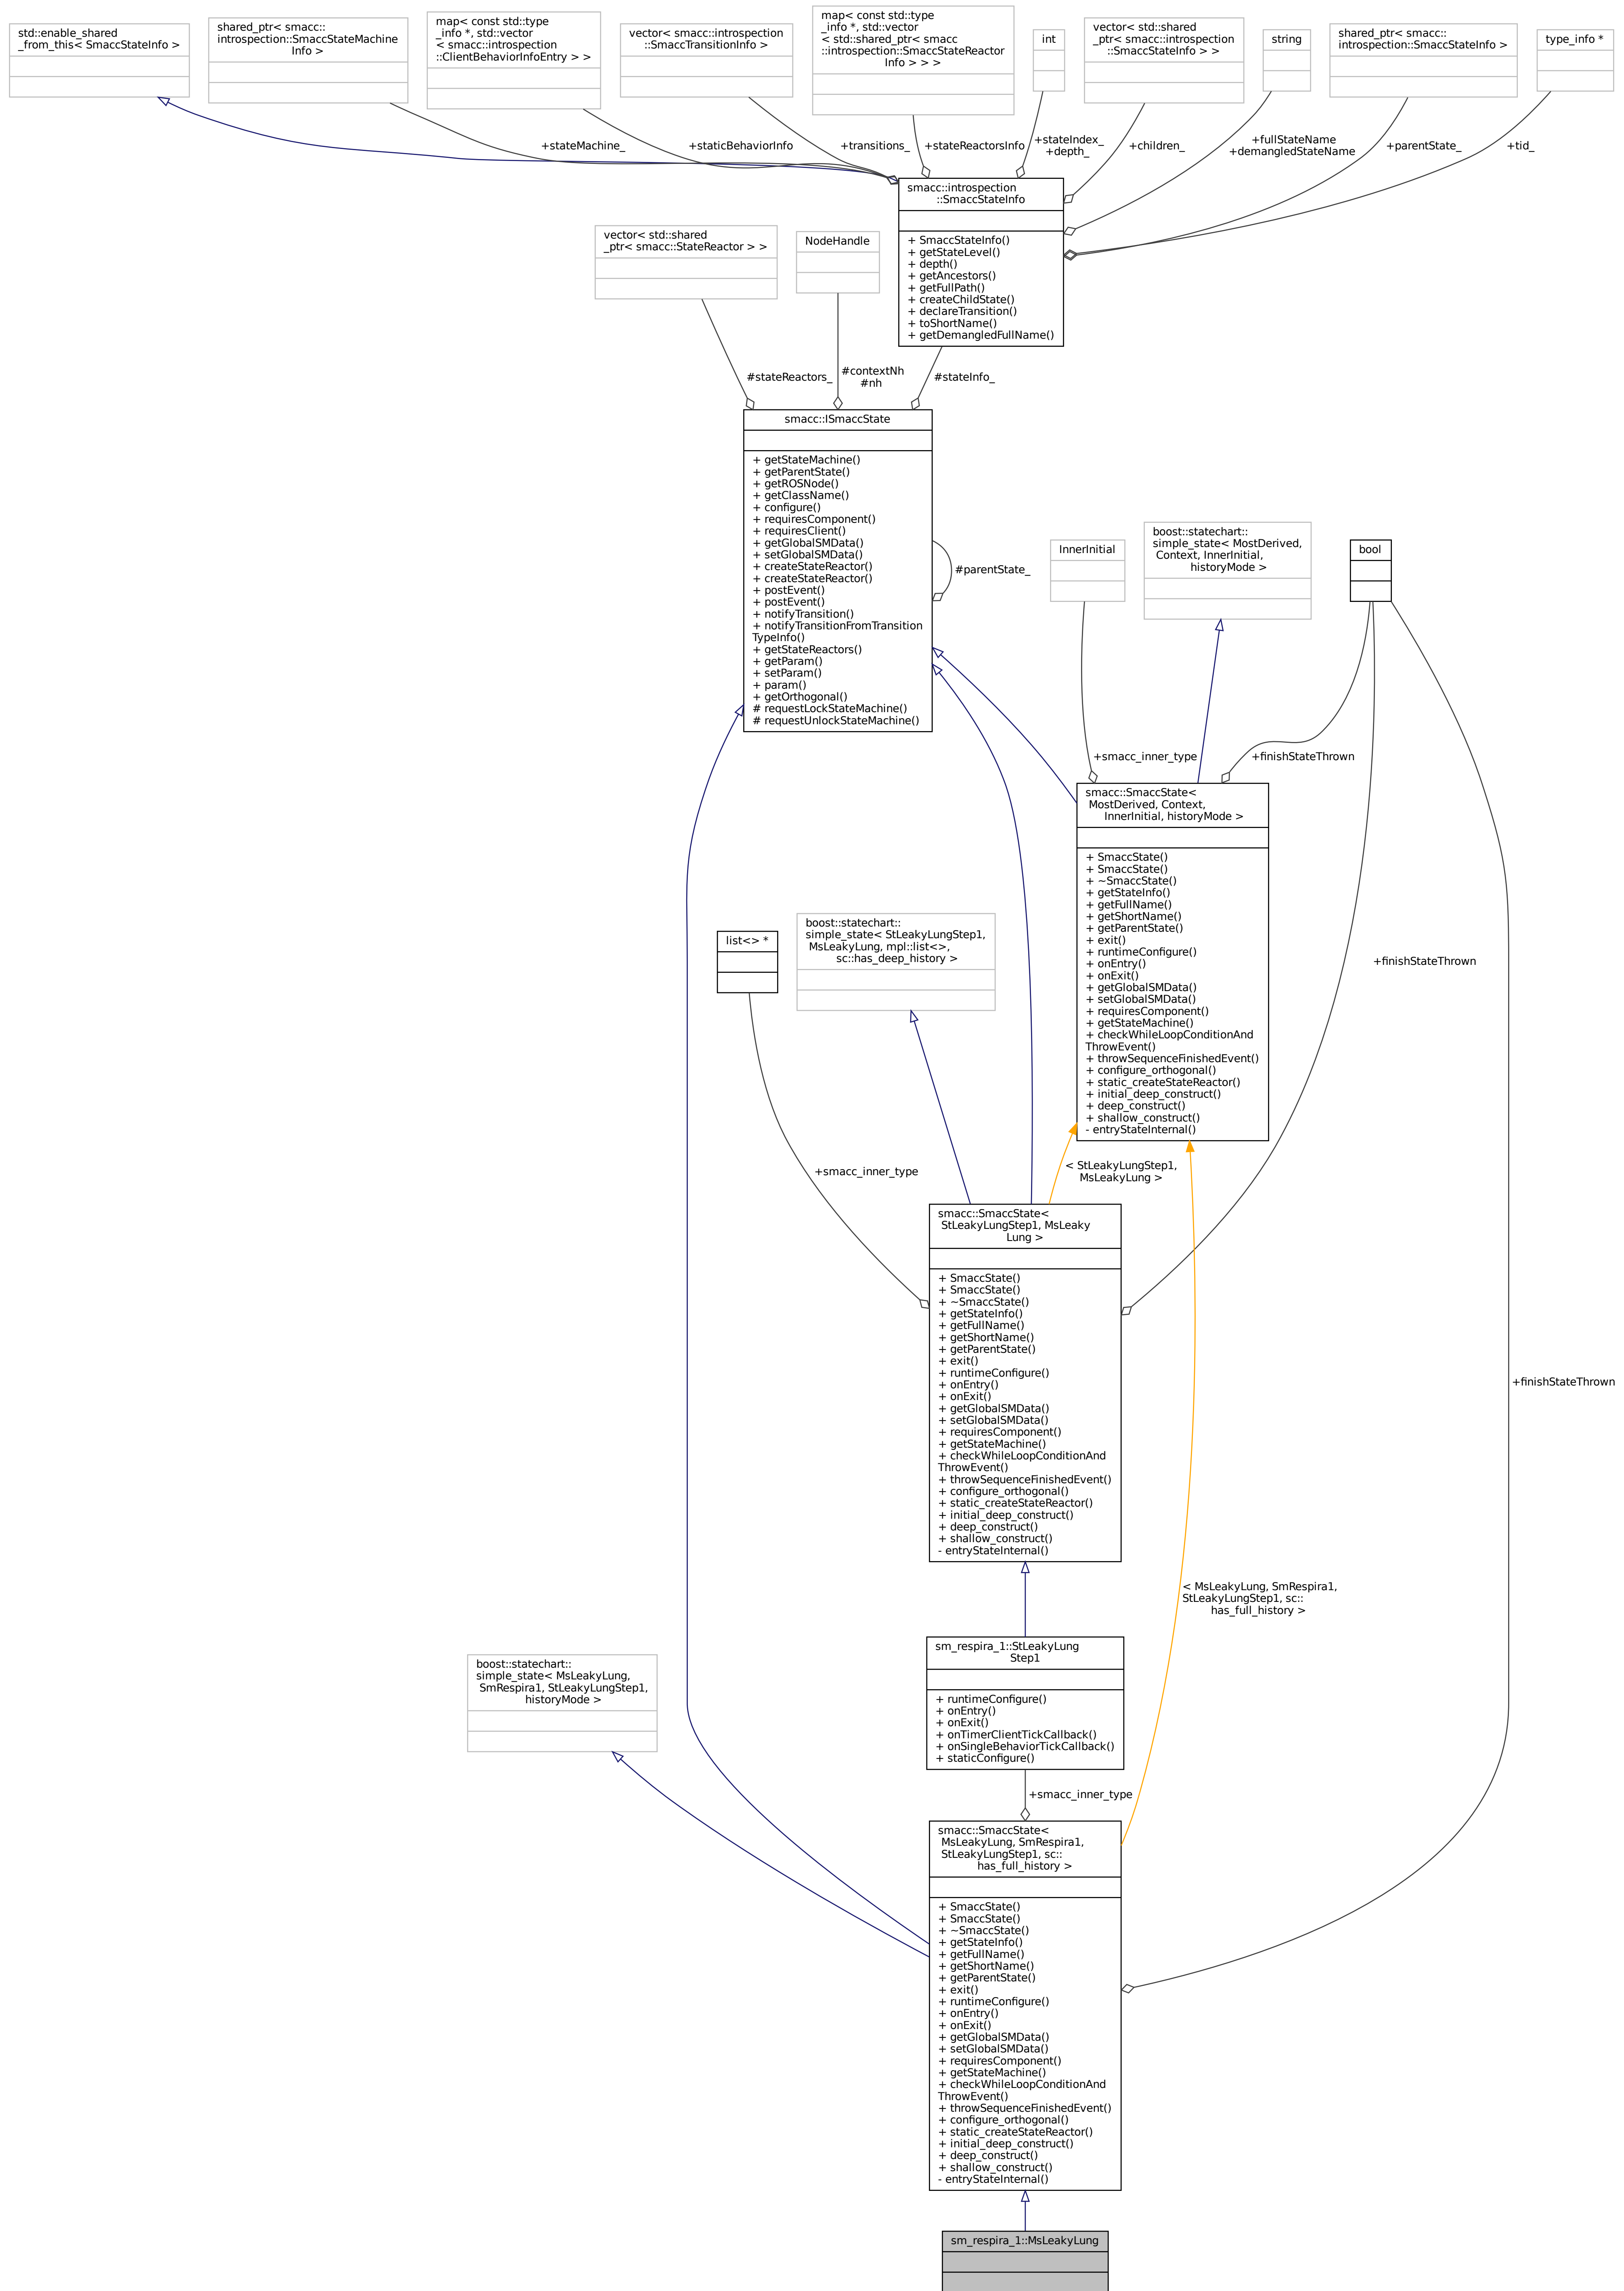 std::enable_shared
_from_this< SmaccStateInfo >
shared_ptr< smacc::
introspection::SmaccStateMachine
Info >
map< const std::type
_info *, std::vector
< smacc::introspection
::ClientBehaviorInfoEntry > >
vector< smacc::introspection
::SmaccTransitionInfo >
map< const std::type
_info *, std::vector
< std::shared_ptr< smacc
::introspection::SmaccStateReactor
Info > > >
int
vector< std::shared
_ptr< smacc::introspection
::SmaccStateInfo > >
string
shared_ptr< smacc::
introspection::SmaccStateInfo >
type_info *
+stateMachine_
+staticBehaviorInfo
+transitions_
+stateReactorsInfo
+stateIndex_
+depth_
+children_
+fullStateName
+demangledStateName
+parentState_
+tid_
smacc::introspection
::SmaccStateInfo
+ SmaccStateInfo()
+ getStateLevel()
+ depth()
+ getAncestors()
+ getFullPath()
+ createChildState()
+ declareTransition()
+ toShortName()
+ getDemangledFullName()
vector< std::shared
_ptr< smacc::StateReactor > >
NodeHandle
#stateReactors_
#contextNh
#nh
#stateInfo_
smacc::ISmaccState
+ getStateMachine()
+ getParentState()
+ getROSNode()
+ getClassName()
+ configure()
+ requiresComponent()
+ requiresClient()
+ getGlobalSMData()
+ setGlobalSMData()
+ createStateReactor()
+ createStateReactor()
+ postEvent()
+ postEvent()
+ notifyTransition()
+ notifyTransitionFromTransition
TypeInfo()
+ getStateReactors()
+ getParam()
+ setParam()
+ param()
+ getOrthogonal()
# requestLockStateMachine()
# requestUnlockStateMachine()
#parentState_
InnerInitial
boost::statechart::
simple_state< MostDerived,
Context, InnerInitial,
historyMode >
bool
+smacc_inner_type
+finishStateThrown
smacc::SmaccState<
MostDerived, Context,
InnerInitial, historyMode >
+ SmaccState()
+ SmaccState()
+ ~SmaccState()
+ getStateInfo()
+ getFullName()
+ getShortName()
+ getParentState()
+ exit()
+ runtimeConfigure()
+ onEntry()
+ onExit()
+ getGlobalSMData()
+ setGlobalSMData()
+ requiresComponent()
+ getStateMachine()
+ checkWhileLoopConditionAnd
ThrowEvent()
+ throwSequenceFinishedEvent()
+ configure_orthogonal()
+ static_createStateReactor()
+ initial_deep_construct()
+ deep_construct()
+ shallow_construct()
- entryStateInternal()
list<> *
boost::statechart::
simple_state< StLeakyLungStep1,
MsLeakyLung, mpl::list<>,
sc::has_deep_history >
+finishStateThrown
+smacc_inner_type
< StLeakyLungStep1,
MsLeakyLung >
smacc::SmaccState<
StLeakyLungStep1, MsLeaky
Lung >
+ SmaccState()
+ SmaccState()
+ ~SmaccState()
+ getStateInfo()
+ getFullName()
+ getShortName()
+ getParentState()
+ exit()
+ runtimeConfigure()
+ onEntry()
+ onExit()
+ getGlobalSMData()
+ setGlobalSMData()
+ requiresComponent()
+ getStateMachine()
+ checkWhileLoopConditionAnd
ThrowEvent()
+ throwSequenceFinishedEvent()
+ configure_orthogonal()
+ static_createStateReactor()
+ initial_deep_construct()
+ deep_construct()
+ shallow_construct()
- entryStateInternal()
+finishStateThrown
< MsLeakyLung, SmRespira1,
StLeakyLungStep1, sc::
has_full_history >
sm_respira_1::StLeakyLung
Step1
+ runtimeConfigure()
+ onEntry()
+ onExit()
+ onTimerClientTickCallback()
+ onSingleBehaviorTickCallback()
+ staticConfigure()
boost::statechart::
simple_state< MsLeakyLung,
SmRespira1, StLeakyLungStep1,
historyMode >
+smacc_inner_type
smacc::SmaccState<
MsLeakyLung, SmRespira1,
StLeakyLungStep1, sc::
has_full_history >
+ SmaccState()
+ SmaccState()
+ ~SmaccState()
+ getStateInfo()
+ getFullName()
+ getShortName()
+ getParentState()
+ exit()
+ runtimeConfigure()
+ onEntry()
+ onExit()
+ getGlobalSMData()
+ setGlobalSMData()
+ requiresComponent()
+ getStateMachine()
+ checkWhileLoopConditionAnd
ThrowEvent()
+ throwSequenceFinishedEvent()
+ configure_orthogonal()
+ static_createStateReactor()
+ initial_deep_construct()
+ deep_construct()
+ shallow_construct()
- entryStateInternal()
sm_respira_1::MsLeakyLung